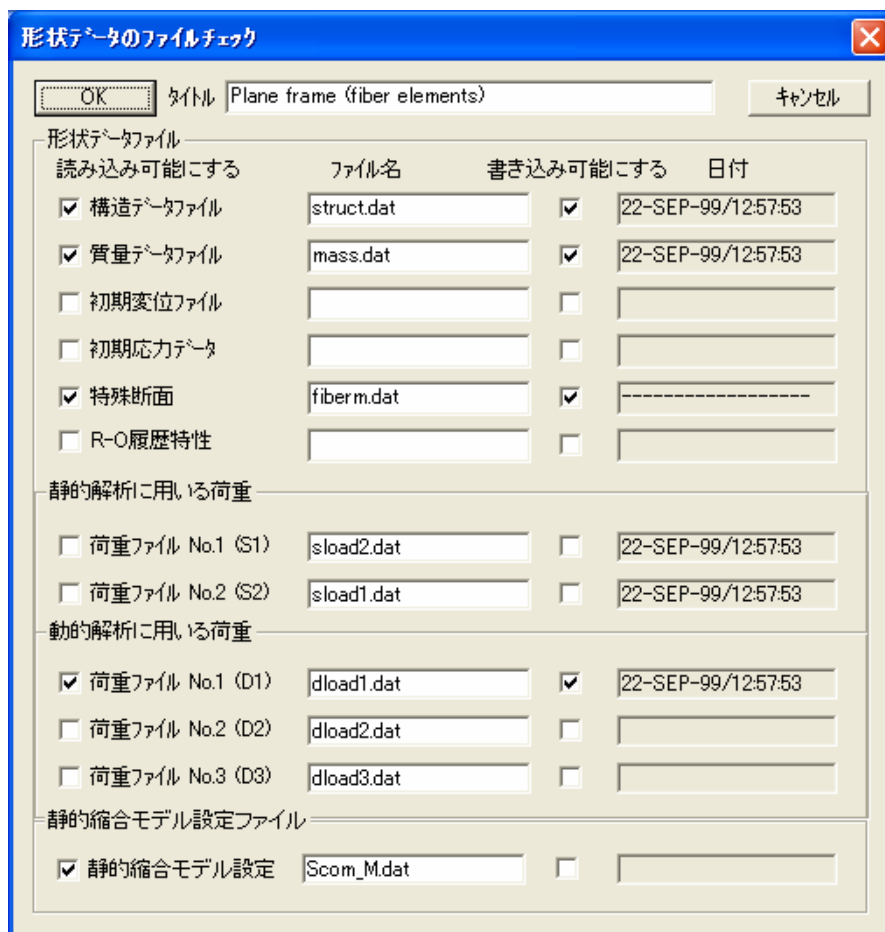 形状ﾃﾞｰﾀのﾌｧｲﾙﾁｪｯｸ
OK ﾀｲﾄﾙ Plane frame (fiber elements) ｷｬﾝｾﾙ
形状ﾃﾞｰﾀﾌｧｲﾙ
読み込み可能にする ﾌｧｲﾙ名 書き込み可能にする 日付
構造ﾃﾞｰﾀﾌｧｲﾙ struct.dat 22-SEP-99/12:57:53
質量ﾃﾞｰﾀﾌｧｲﾙ mass.dat 22-SEP-99/12:57:53
初期変位ﾌｧｲﾙ
初期応力ﾃﾞｰﾀ
特殊断面 fiberm.dat ------------------
R-O履歴特性
静的解析に用いる荷重
荷重ﾌｧｲﾙ No.1 (S1) sload2.dat 22-SEP-99/12:57:53
荷重ﾌｧｲﾙ No.2 (S2) sload1.dat 22-SEP-99/12:57:53
動的解析に用いる荷重
荷重ﾌｧｲﾙ No.1 (D1) dload1.dat 22-SEP-99/12:57:53
荷重ﾌｧｲﾙ No.2 (D2) dload2.dat
荷重ﾌｧｲﾙ No.3 (D3) dload3.dat
静的縮合モデル設定ファイル
静的縮合モデル設定 Scom_M.dat